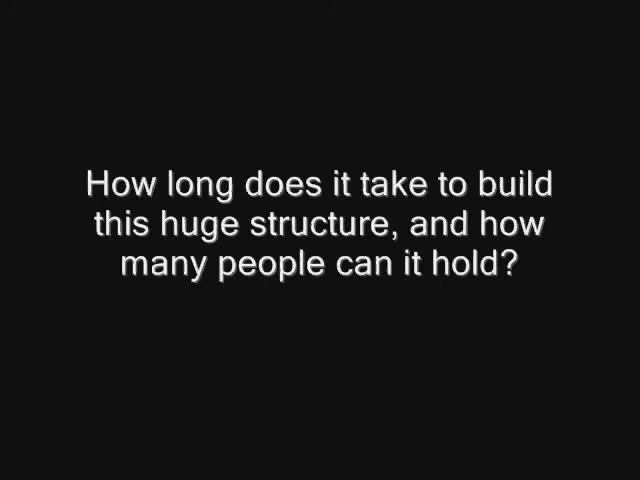 How long does it take to build
this huge structure, and how
many people can it hold?